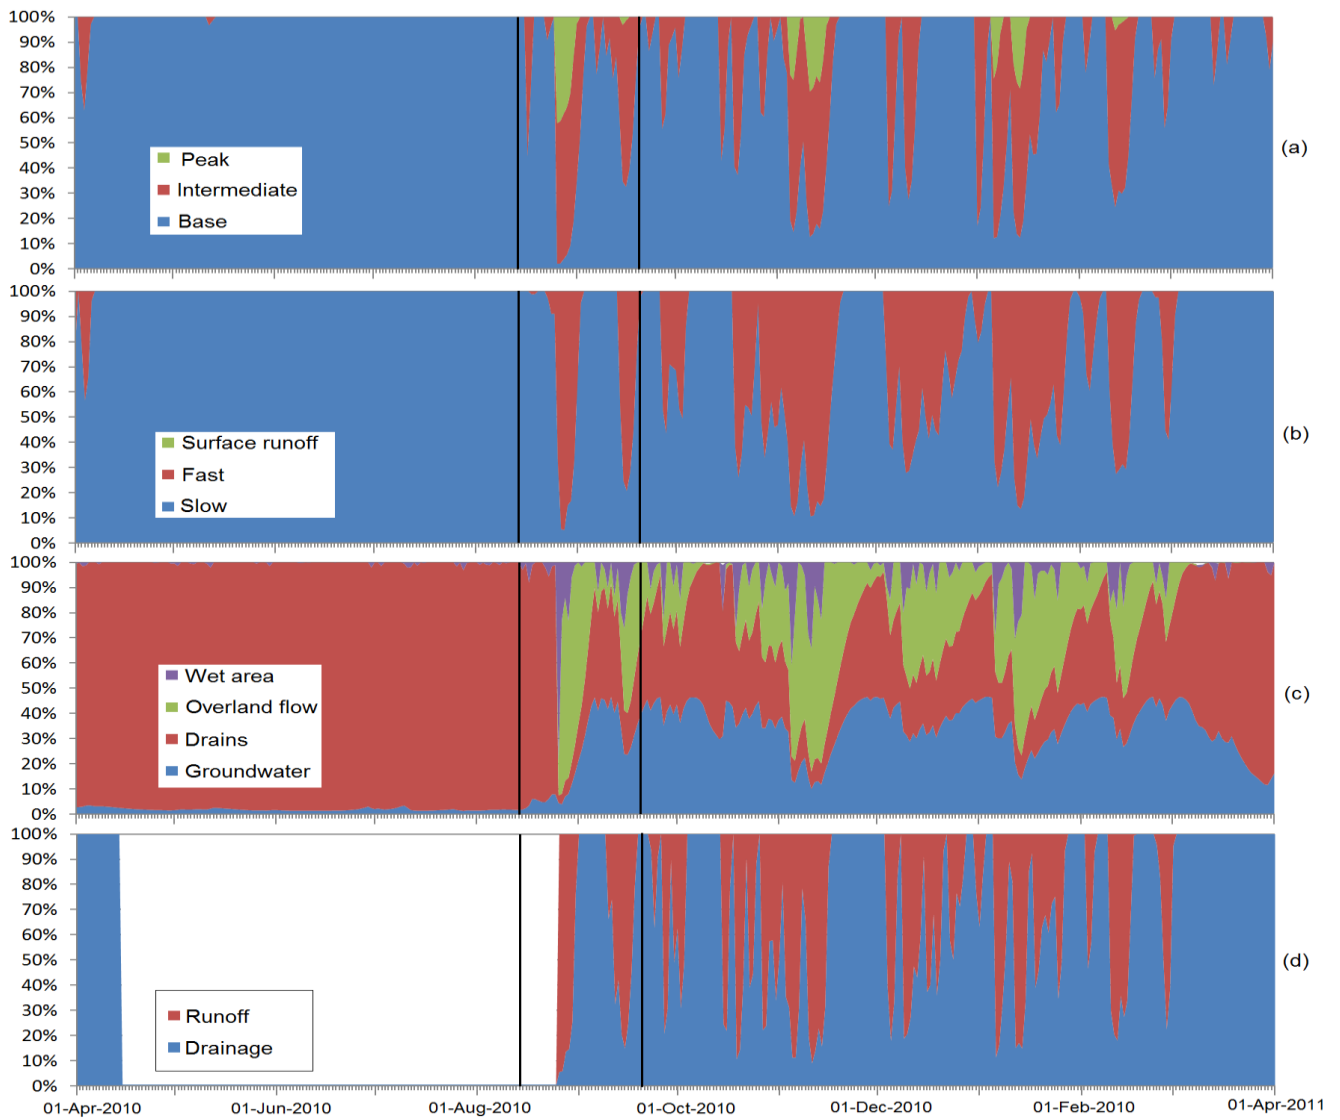 100%
90%
80%
70%
60%
50%
40%
30%
20%
10%
0%
Peak
Intermediate
Base
(a)
100%
90%
80%
70%
60%
50%
40%
30%
20%
10%
0%
Surface runoff
Fast
Slow
(b)
100%
90%
80%
70%
60%
50%
40%
30%
20%
10%
0%
Wet area
Overland flow
Drains
Groundwater
(c)
100%
90%
80%
70%
60%
50%
40%
30%
20%
10%
0%
Runoff
Drainage
(d)
01-Apr-2010 01-Jun-2010 01-Aug-2010 01-Oct-2010 01-Dec-2010 01-Feb-2010 01-Apr-2011